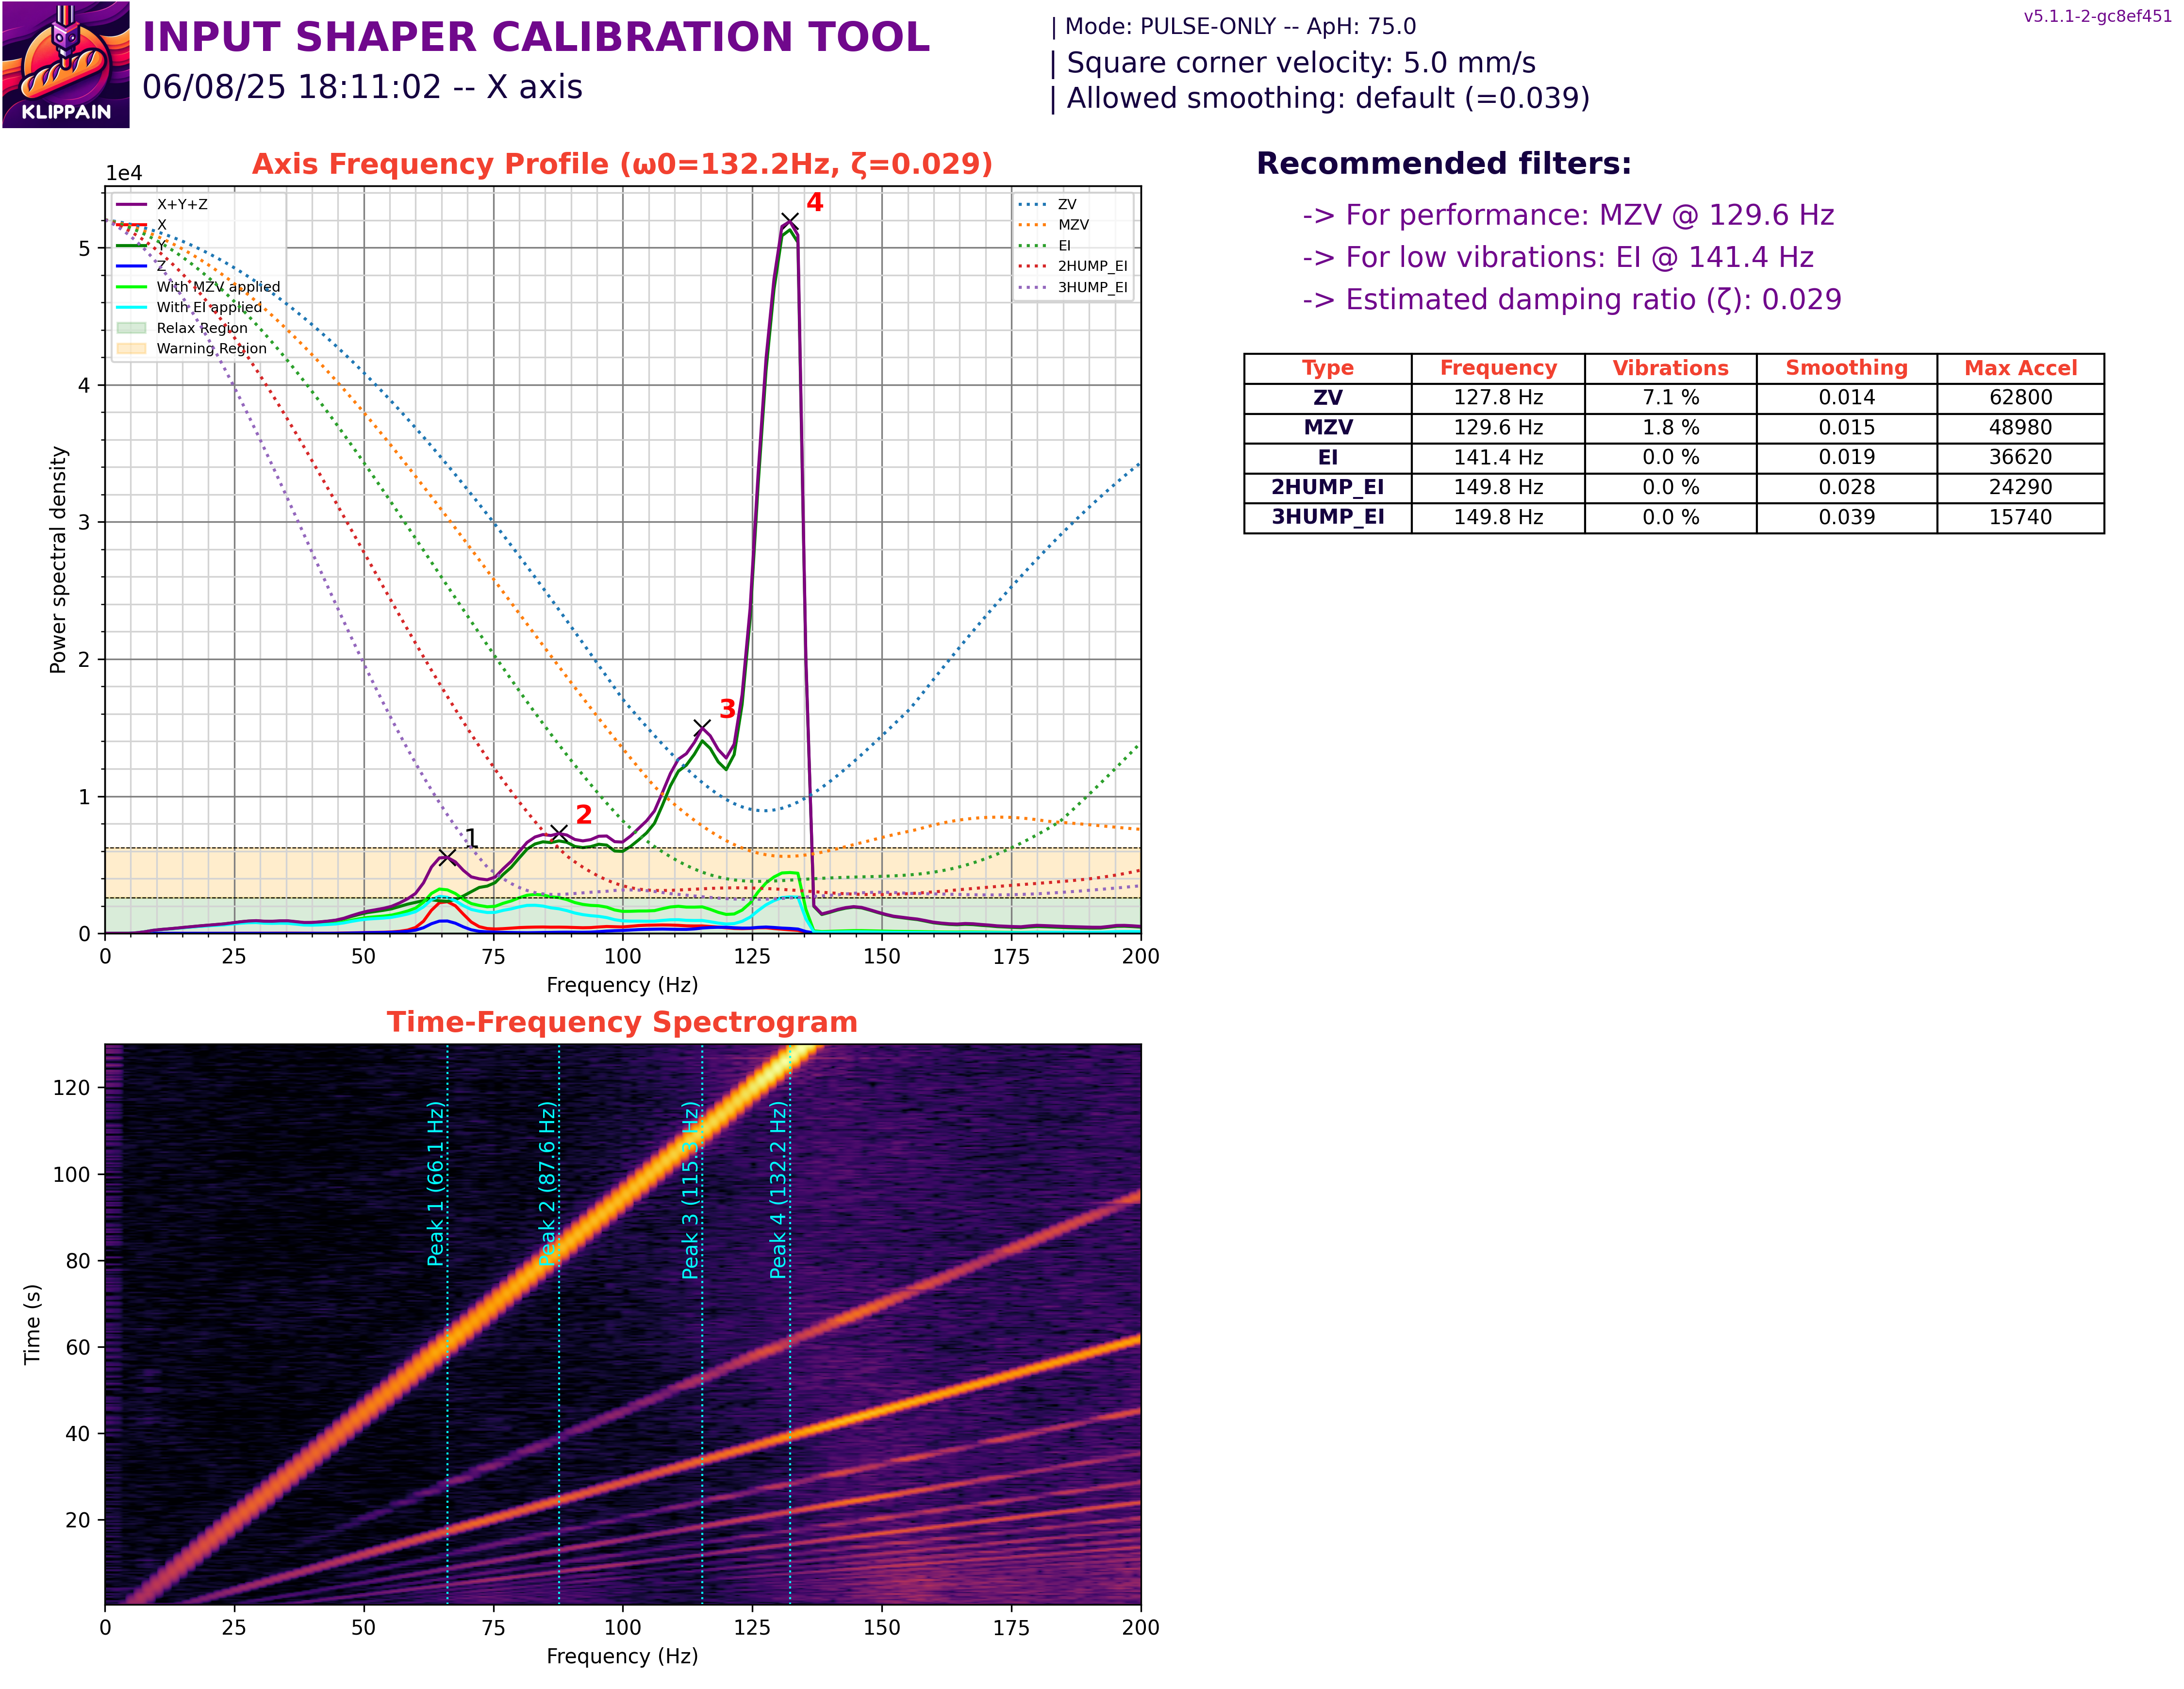 KLIPPAIN
INPUT SHAPER CALIBRATION TOOL
06/08/25 18:11:02 -- X axis
| Mode: PULSE-ONLY -- ApH: 75.0
| Square corner velocity: 5.0 mm/s
| Allowed smoothing: default (=0.039)
v5.1.1-2-gc8ef451
Axis Frequency Profile (ω0=132.2Hz, ζ=0.029)
1e4
X+Y+Z
X
Y
Z
With MZV applied
With EI applied
Relax Region
Warning Region
ZV
MZV
EI
2HUMP_EI
3HUMP_EI
1
2
3
4
5
4
3
2
1
0
Power spectral density
0 25 50 75 100 125 150 175 200
Frequency (Hz)
Recommended filters:
-> For performance: MZV @ 129.6 Hz
-> For low vibrations: EI @ 141.4 Hz
-> Estimated damping ratio (ζ): 0.029
Type Frequency Vibrations Smoothing Max Accel
ZV 127.8 Hz 7.1 % 0.014 62800
MZV 129.6 Hz 1.8 % 0.015 48980
EI 141.4 Hz 0.0 % 0.019 36620
2HUMP_EI 149.8 Hz 0.0 % 0.028 24290
3HUMP_EI 149.8 Hz 0.0 % 0.039 15740
Time-Frequency Spectrogram
Peak 1 (66.1 Hz)
Peak 2 (87.6 Hz)
Peak 3 (115.3 Hz)
Peak 4 (132.2 Hz)
120
100
80
60
40
20
Time (s)
0 25 50 75 100 125 150 175 200
Frequency (Hz)